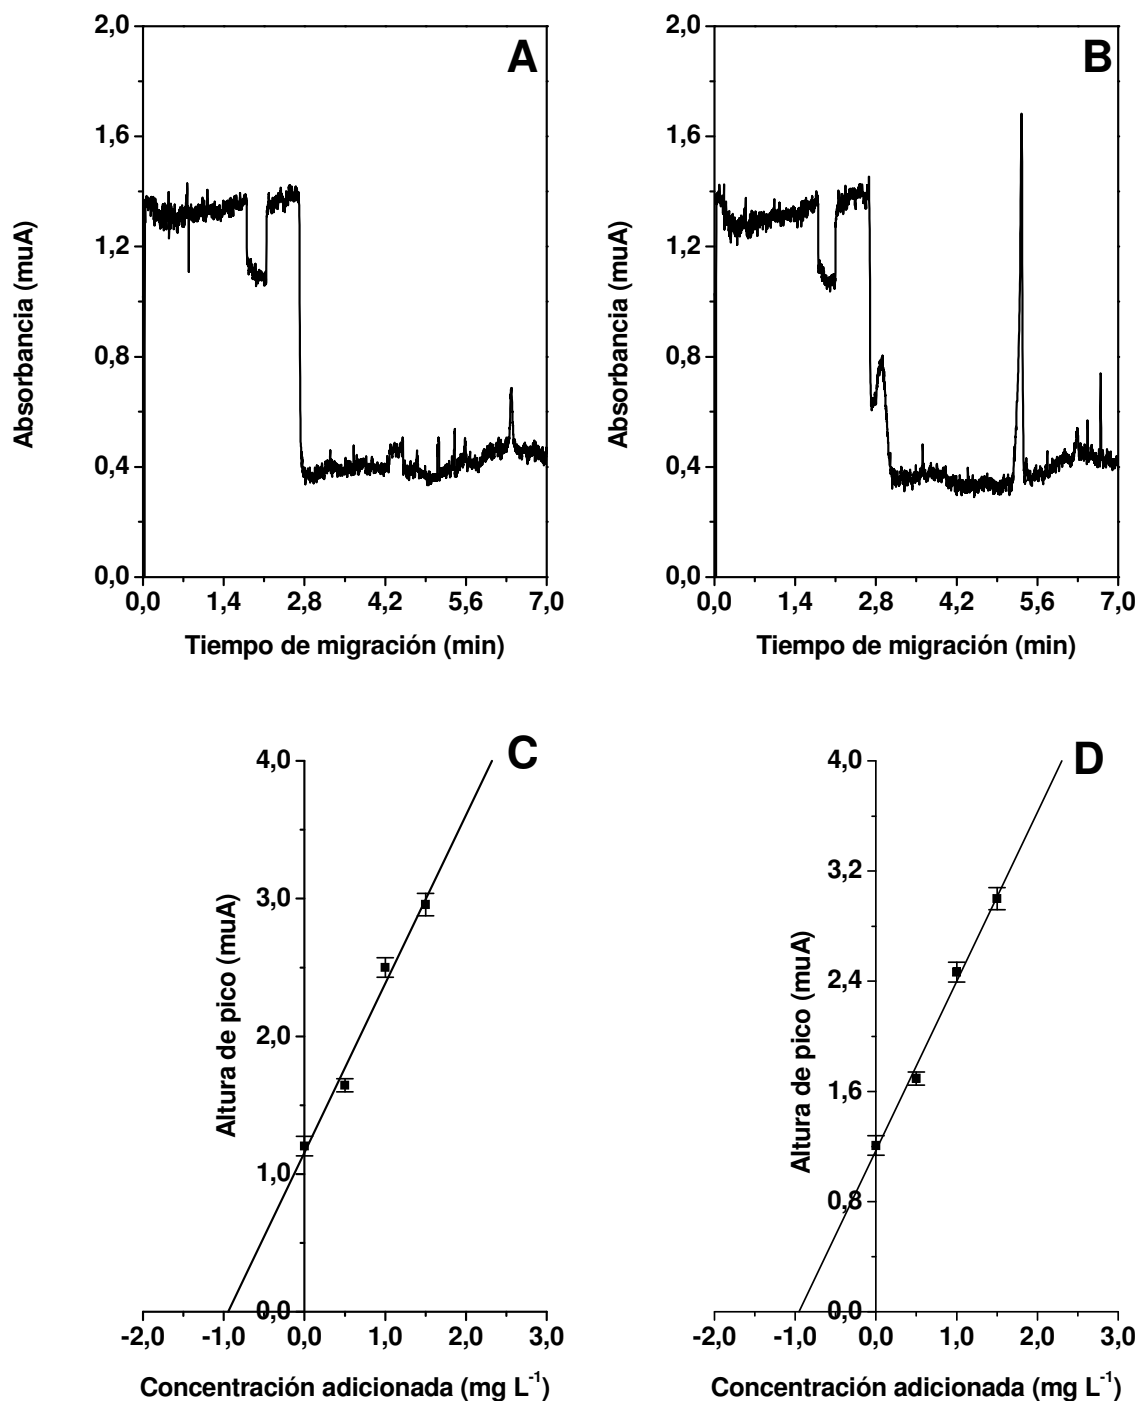 A
2,0
1,6
1,2
0,8
0,4
0,0
Absorbancia (muA)
0,0 1,4 2,8 4,2 5,6 7,0
Tiempo de migración (min)
B
2,0
1,6
1,2
0,8
0,4
0,0
Absorbancia (muA)
0,0 1,4 2,8 4,2 5,6 7,0
Tiempo de migración (min)
C
4,0
3,0
2,0
1,0
0,0
Altura de pico (muA)
-2,0 -1,0 0,0 1,0 2,0 3,0
Concentración adicionada (mg L⁻¹)
D
4,0
3,2
2,4
1,6
0,8
0,0
Altura de pico (muA)
-2,0 -1,0 0,0 1,0 2,0 3,0
Concentración adicionada (mg L⁻¹)